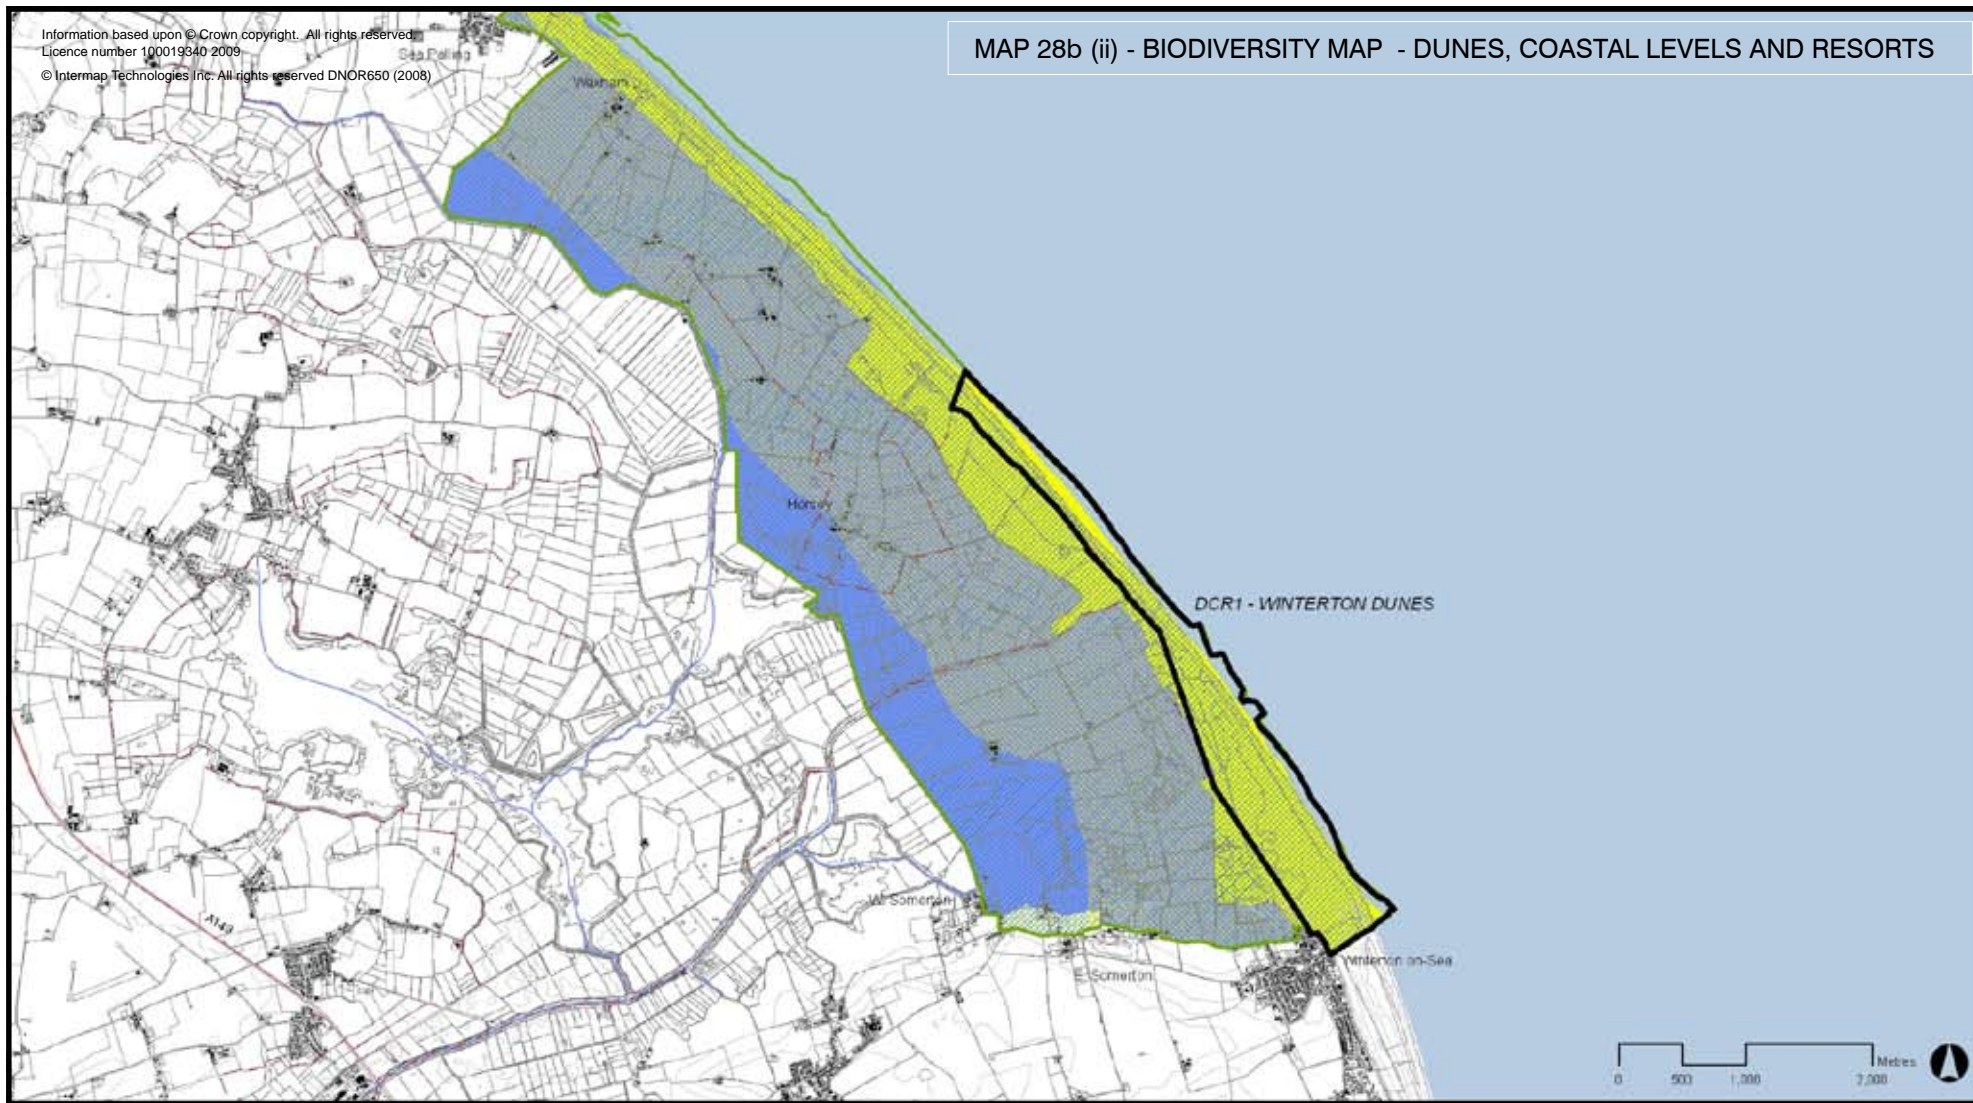 Information based upon © Crown copyright. All rights reserved.
Licence number 100019340 2009
© Intermap Technologies Inc. All rights reserved DNOR650 (2008)
MAP 28b (ii) - BIODIVERSITY MAP - DUNES, COASTAL LEVELS AND RESORTS
Sea Palling
Waxham
Horsey
DCR1 - WINTERTON DUNES
W. Somerton
A149
E. Somerton
Winterton-on-Sea
Metres
0 500 1,000 2,000